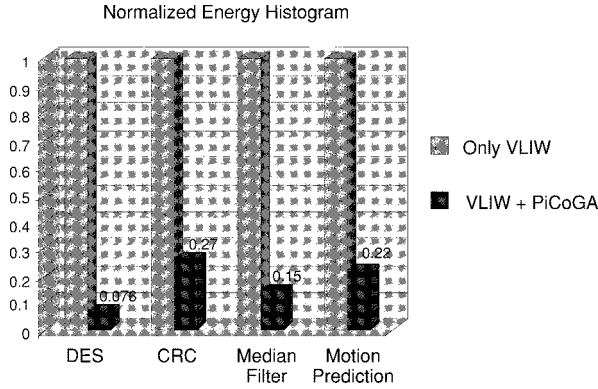 Normalized Energy Histogram
1
0.9
0.8
0.7
0.6
0.5
0.4
0.3
0.2
0.1
0
0.076
0.27
0.15
0.22
DES
CRC
Median
Filter
Motion
Prediction
Only VLIW
VLIW + PiCoGA